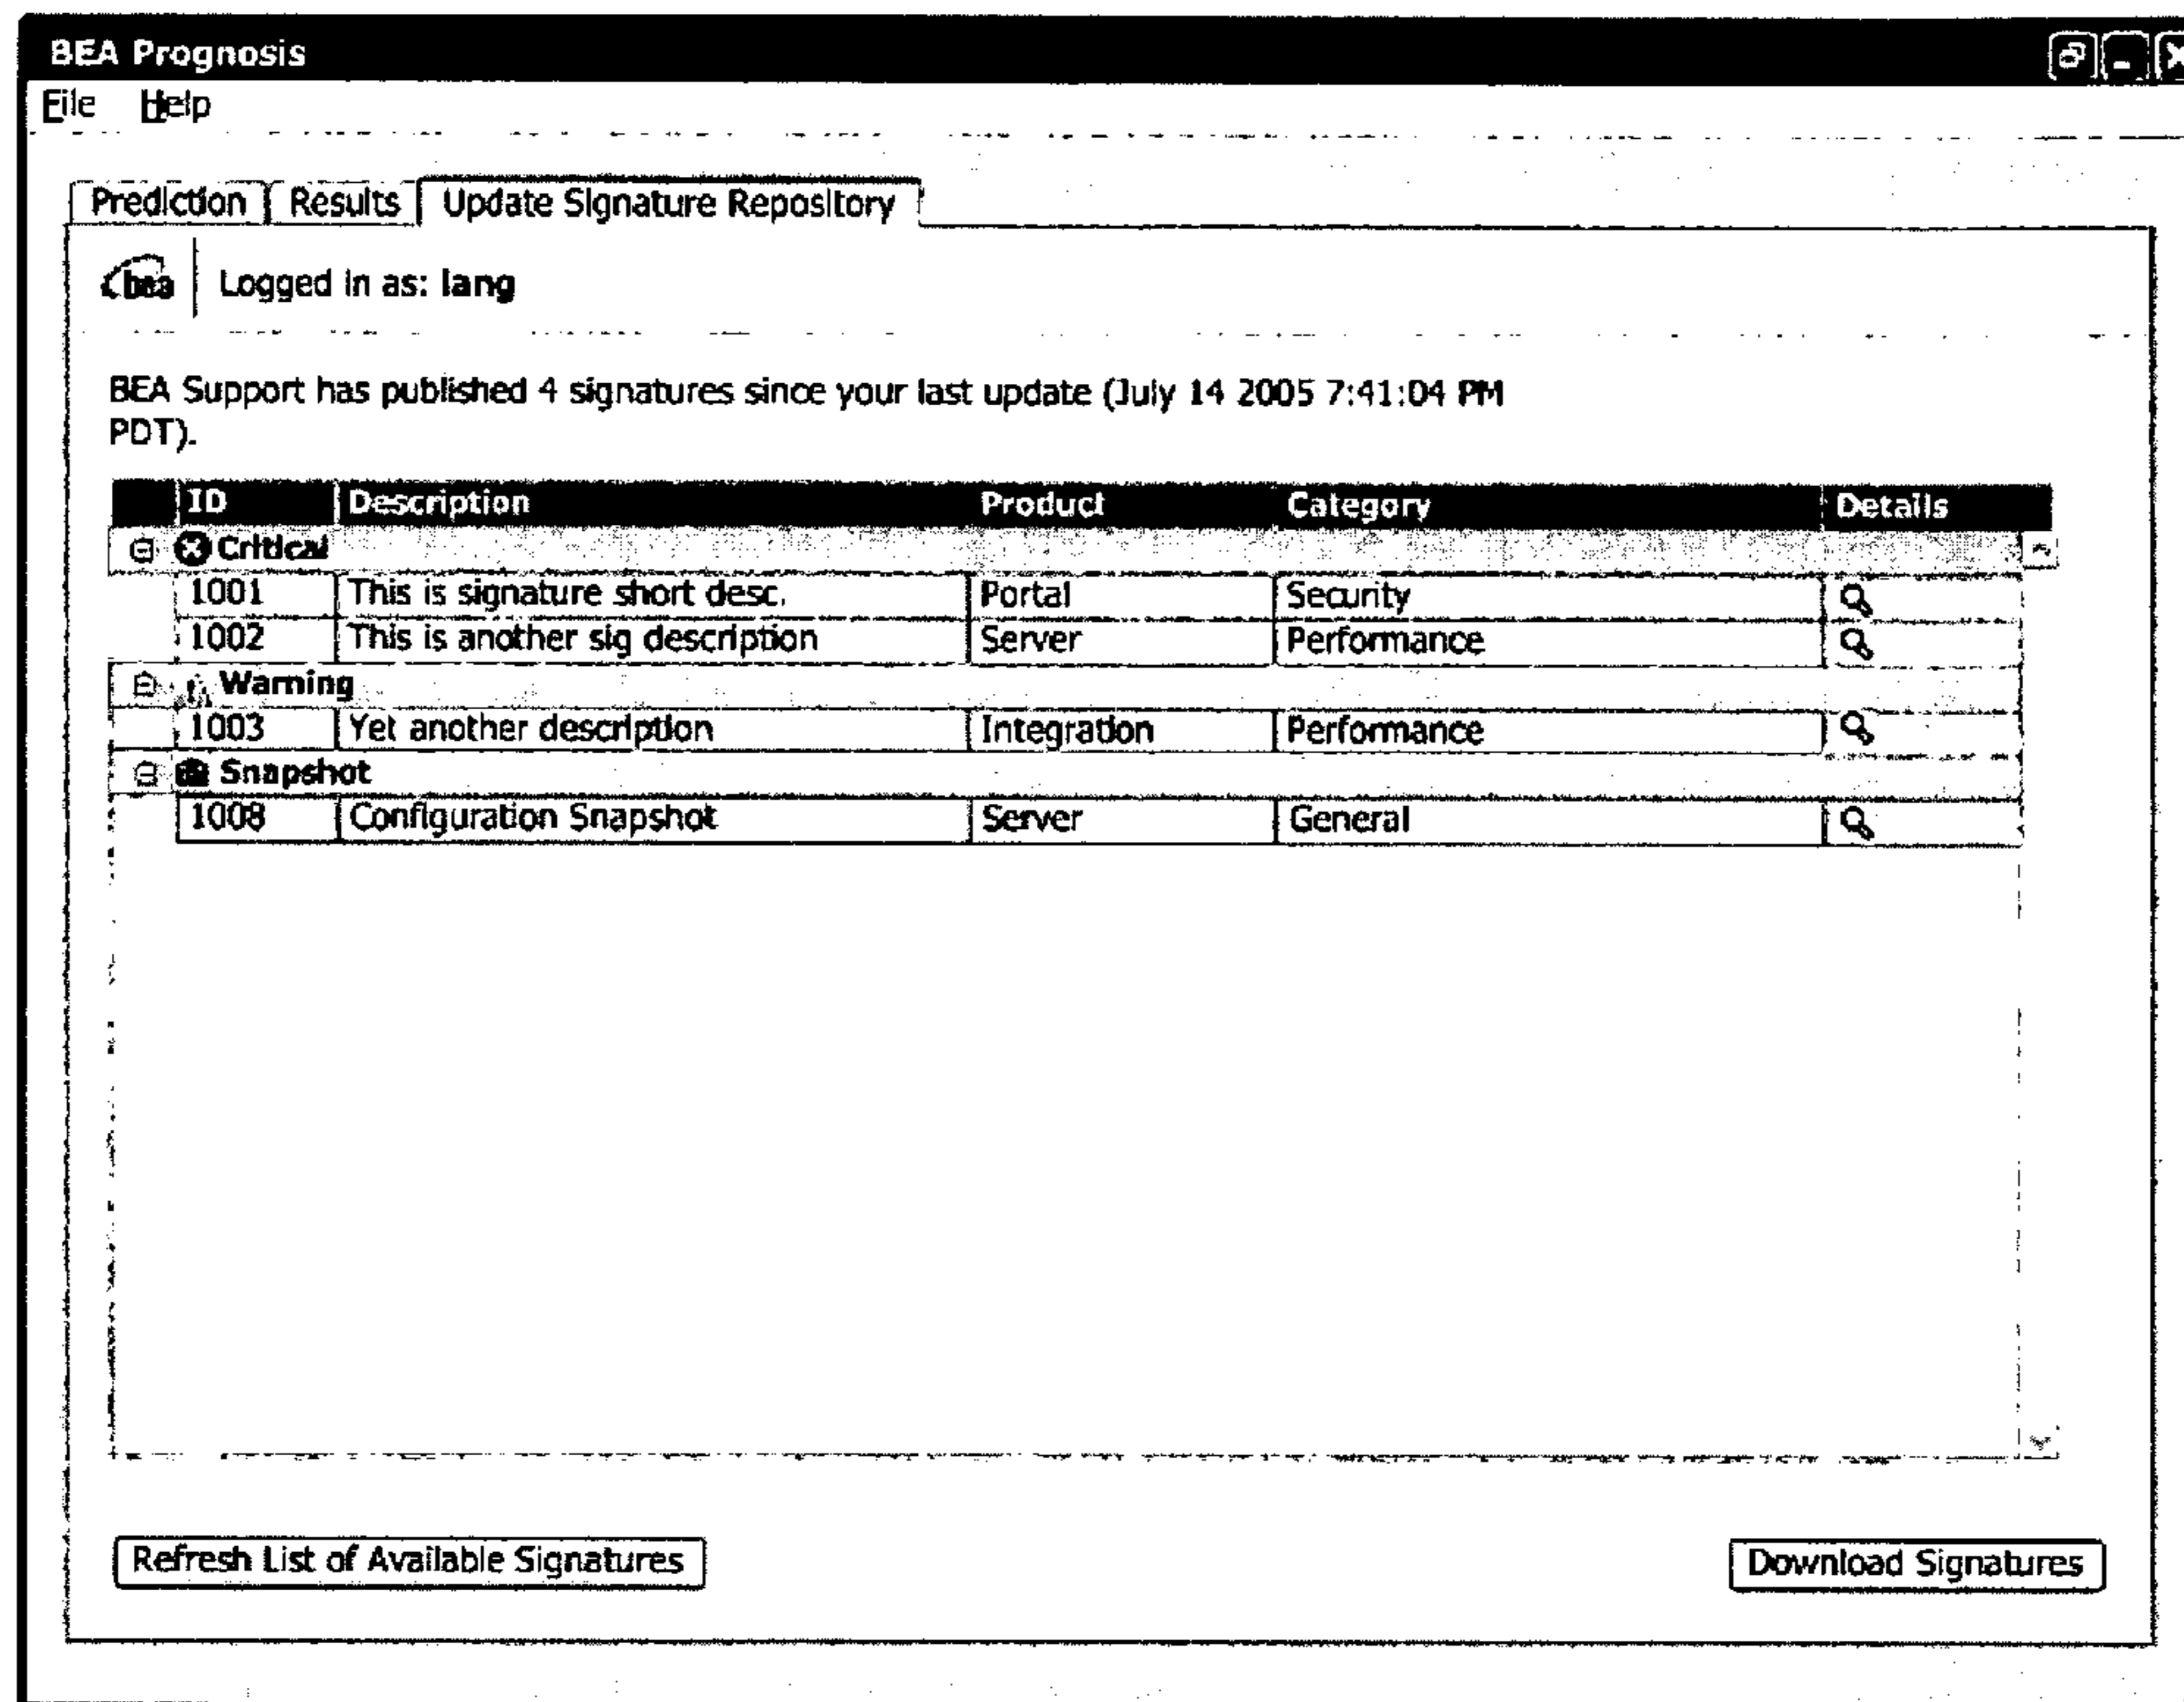 BEA Prognosis
File Help
Prediction Results Update Signature Repository
bea Logged in as: lang
BEA Support has published 4 signatures since your last update (July 14 2005 7:41:04 PM
PDT).
ID Description Product Category Details
Critical
1001 This is signature short desc. Portal Security
1002 This is another sig description Server Performance
Warning
1003 Yet another description Integration Performance
Snapshot
1008 Configuration Snapshot Server General
Refresh List of Available Signatures Download Signatures